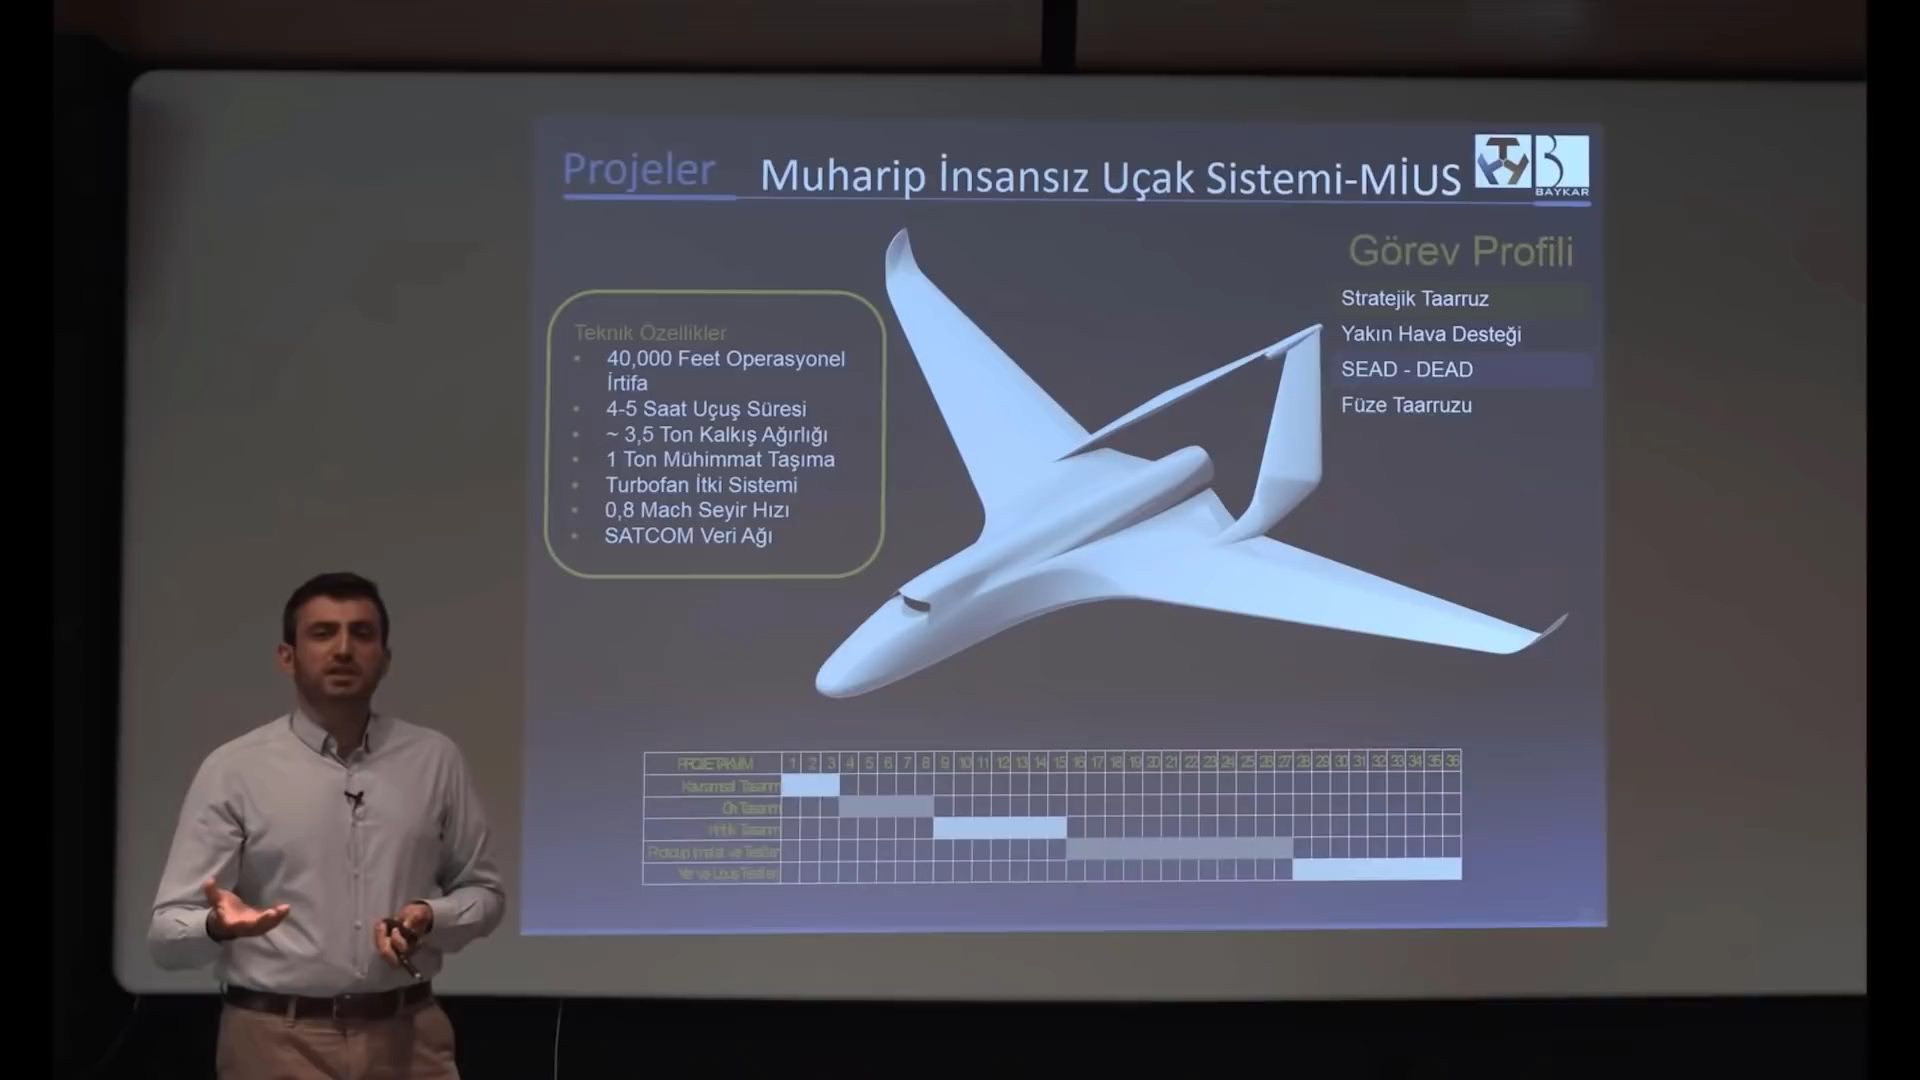 Projeler
Muharip İnsansız Uçak Sistemi-MİUS
BAYKAR
Görev Profili
Stratejik Taarruz
Yakın Hava Desteği
SEAD - DEAD
Füze Taarruzu
Teknik Özellikler
40,000 Feet Operasyonel
İrtifa
4-5 Saat Uçuş Süresi
~ 3,5 Ton Kalkış Ağırlığı
1 Ton Mühimmat Taşıma
Turbofan İtki Sistemi
0,8 Mach Seyir Hızı
SATCOM Veri Ağı
1 2 3 4 5 6 7 8 9 10 11 12 13 14 15 16 17 18 19 20 21 22 23 24 25 26 27 28 29 30 31 32 33 34 35 36
Tasarım
Ön Tasarım
Tasarım